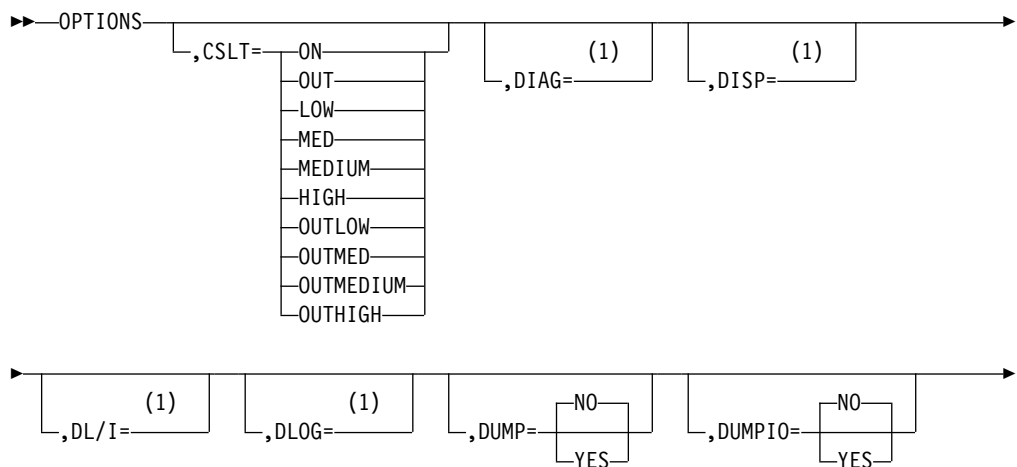 OPTIONS
,CSLT= ON
OUT
LOW
MED
MEDIUM
HIGH
OUTLOW
OUTMED
OUTMEDIUM
OUTHIGH
(1)
,DIAG=
(1)
,DISP=
(1)
,DL/I=
(1)
,DLOG=
NO
,DUMP=
YES
NO
,DUMPIO=
YES